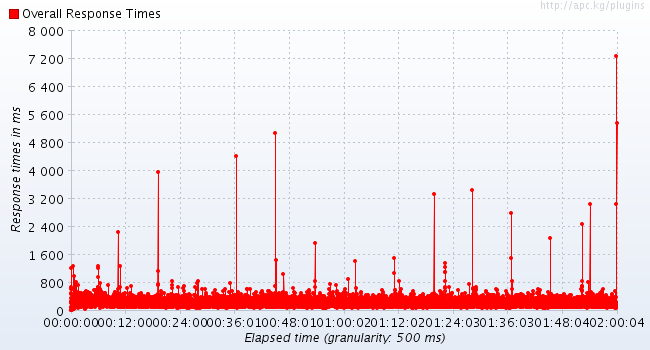 http://apc.kg/plugins
Overall Response Times
8 000
7 200
6 400
5 600
4 800
4 000
3 200
2 400
1 600
800
0
Response times in ms
00:00:00 00:12:00 00:24:00 00:36:01 00:48:01 01:00:02 01:12:02 01:24:03 01:36:03 01:48:04 02:00:04
Elapsed time (granularity: 500 ms)